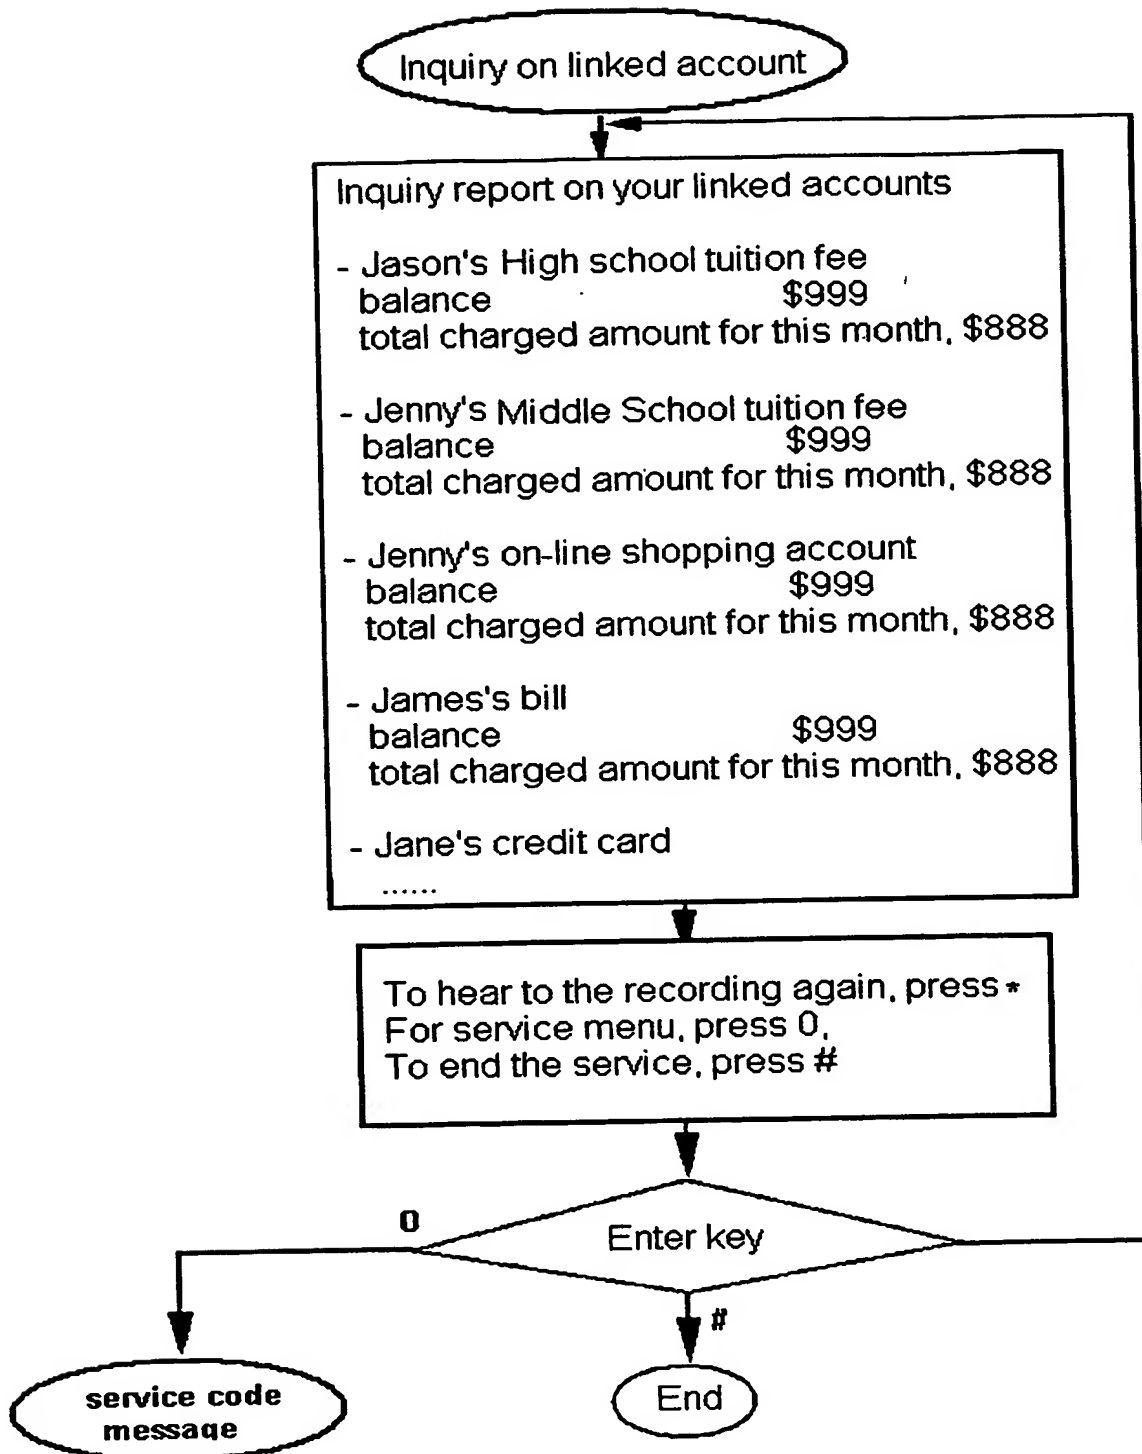 Inquiry on linked account
Inquiry report on your linked accounts
- Jason's High school tuition fee
balance $999
total charged amount for this month, $888
- Jenny's Middle School tuition fee
balance $999
total charged amount for this month, $888
- Jenny's on-line shopping account
balance $999
total charged amount for this month, $888
- James's bill
balance $999
total charged amount for this month, $888
- Jane's credit card
......
To hear to the recording again, press *
For service menu, press 0,
To end the service, press #
0
Enter key
#
service code
message
End